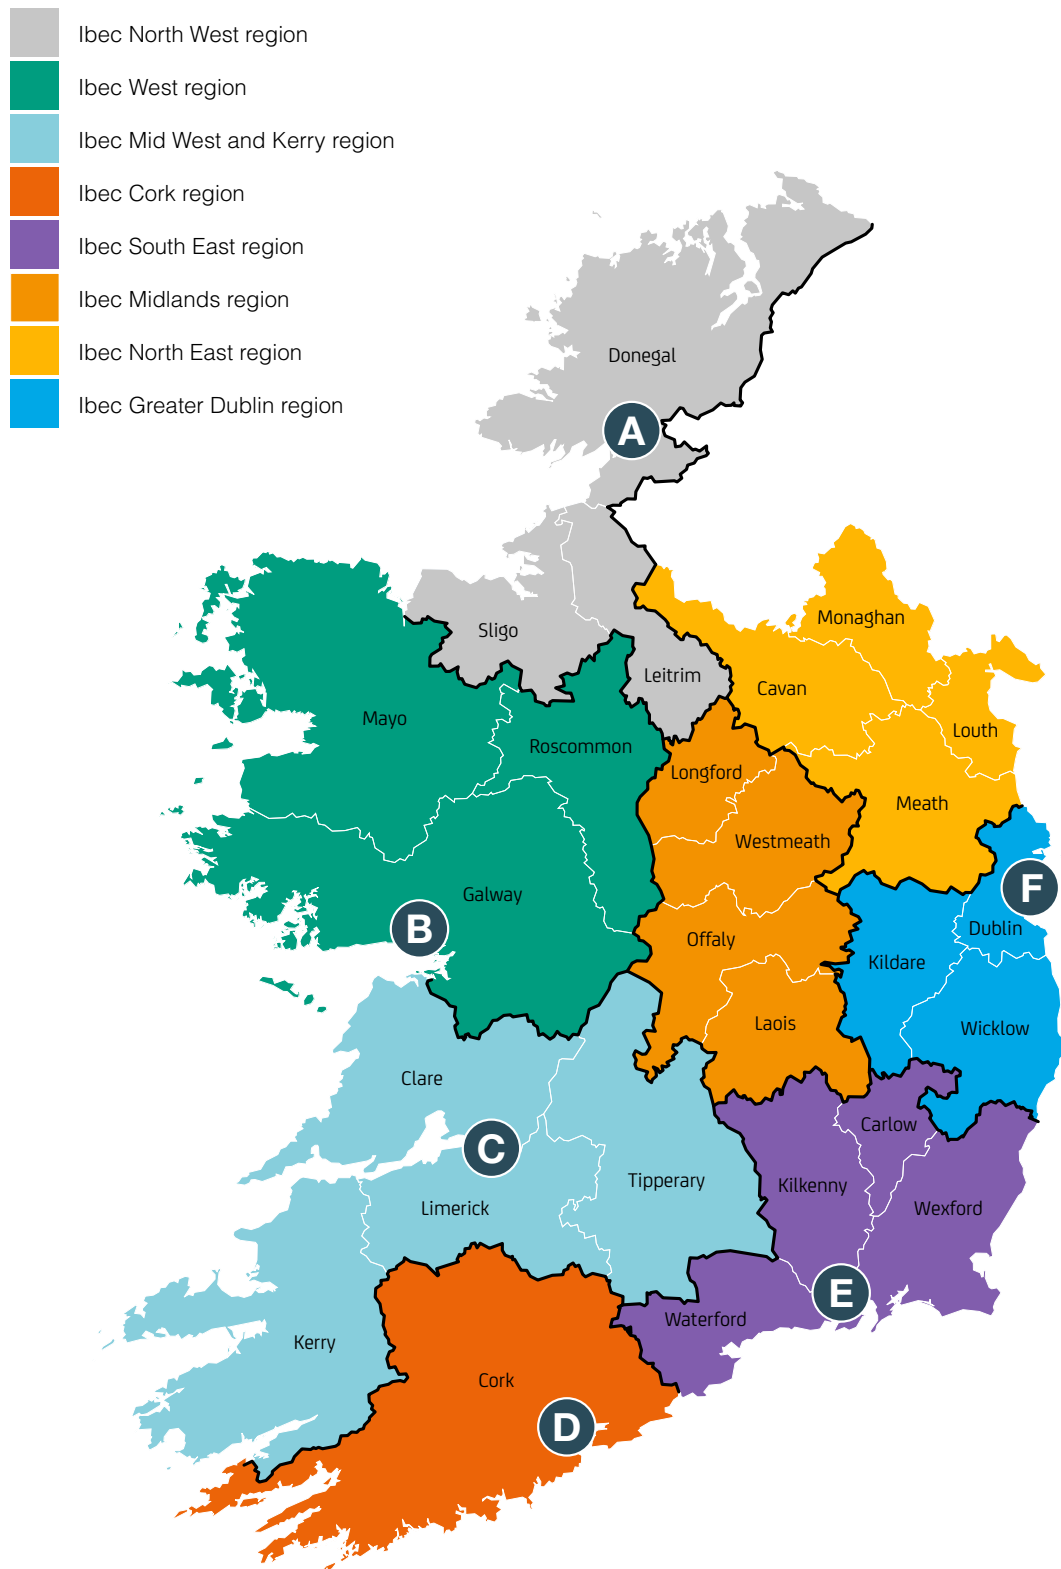 Ibec North West region
Ibec West region
Ibec Mid West and Kerry region
Ibec Cork region
Ibec South East region
Ibec Midlands region
Ibec North East region
Ibec Greater Dublin region
Donegal
A
Monaghan
Sligo
Leitrim
Cavan
Mayo
Roscommon
Louth
Longford
Meath
Westmeath
Galway
F
B
Offaly
Dublin
Kildare
Laois
Wicklow
Clare
Carlow
C
Tipperary
Kilkenny
Limerick
Wexford
E
Waterford
Kerry
Cork
D